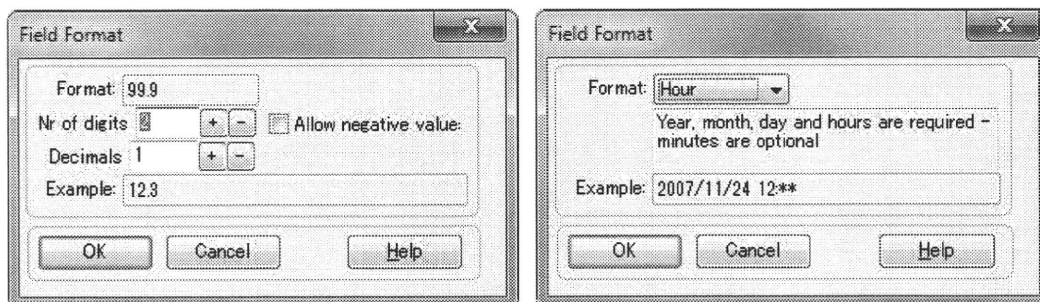 Field Format
Format: 99.9
Nr of digits
+ -
Allow negative value:
Decimals 1
+ -
Example: 12.3
OK
Cancel
Help
Field Format
Format: Hour
Year, month, day and hours are required -
minutes are optional
Example: 2007/11/24 12:**
OK
Cancel
Help